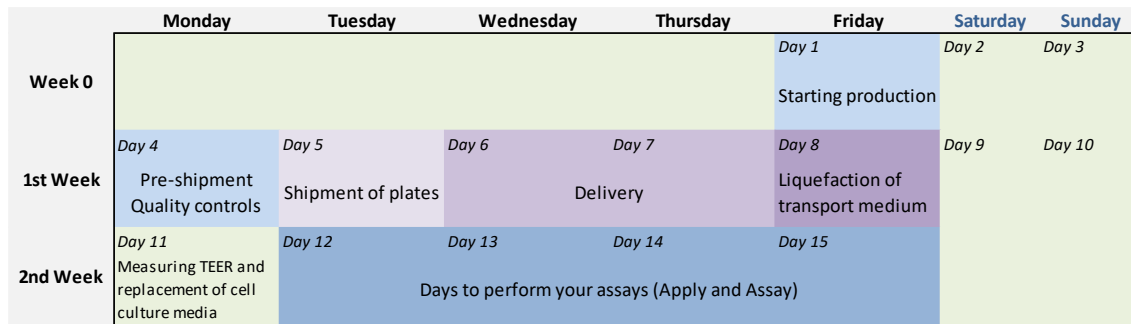 Monday Tuesday Wednesday Thursday Friday Saturday Sunday
Week 0
Day 1 Day 2 Day 3
Starting production
1st Week
Day 4 Day 5 Day 6 Day 7 Day 8 Day 9 Day 10
Pre-shipment
Quality controls
Shipment of plates
Delivery
Liquefaction of
transport medium
2nd Week
Day 11 Day 12 Day 13 Day 14 Day 15
Measuring TEER and
replacement of cell
culture media
Days to perform your assays (Apply and Assay)